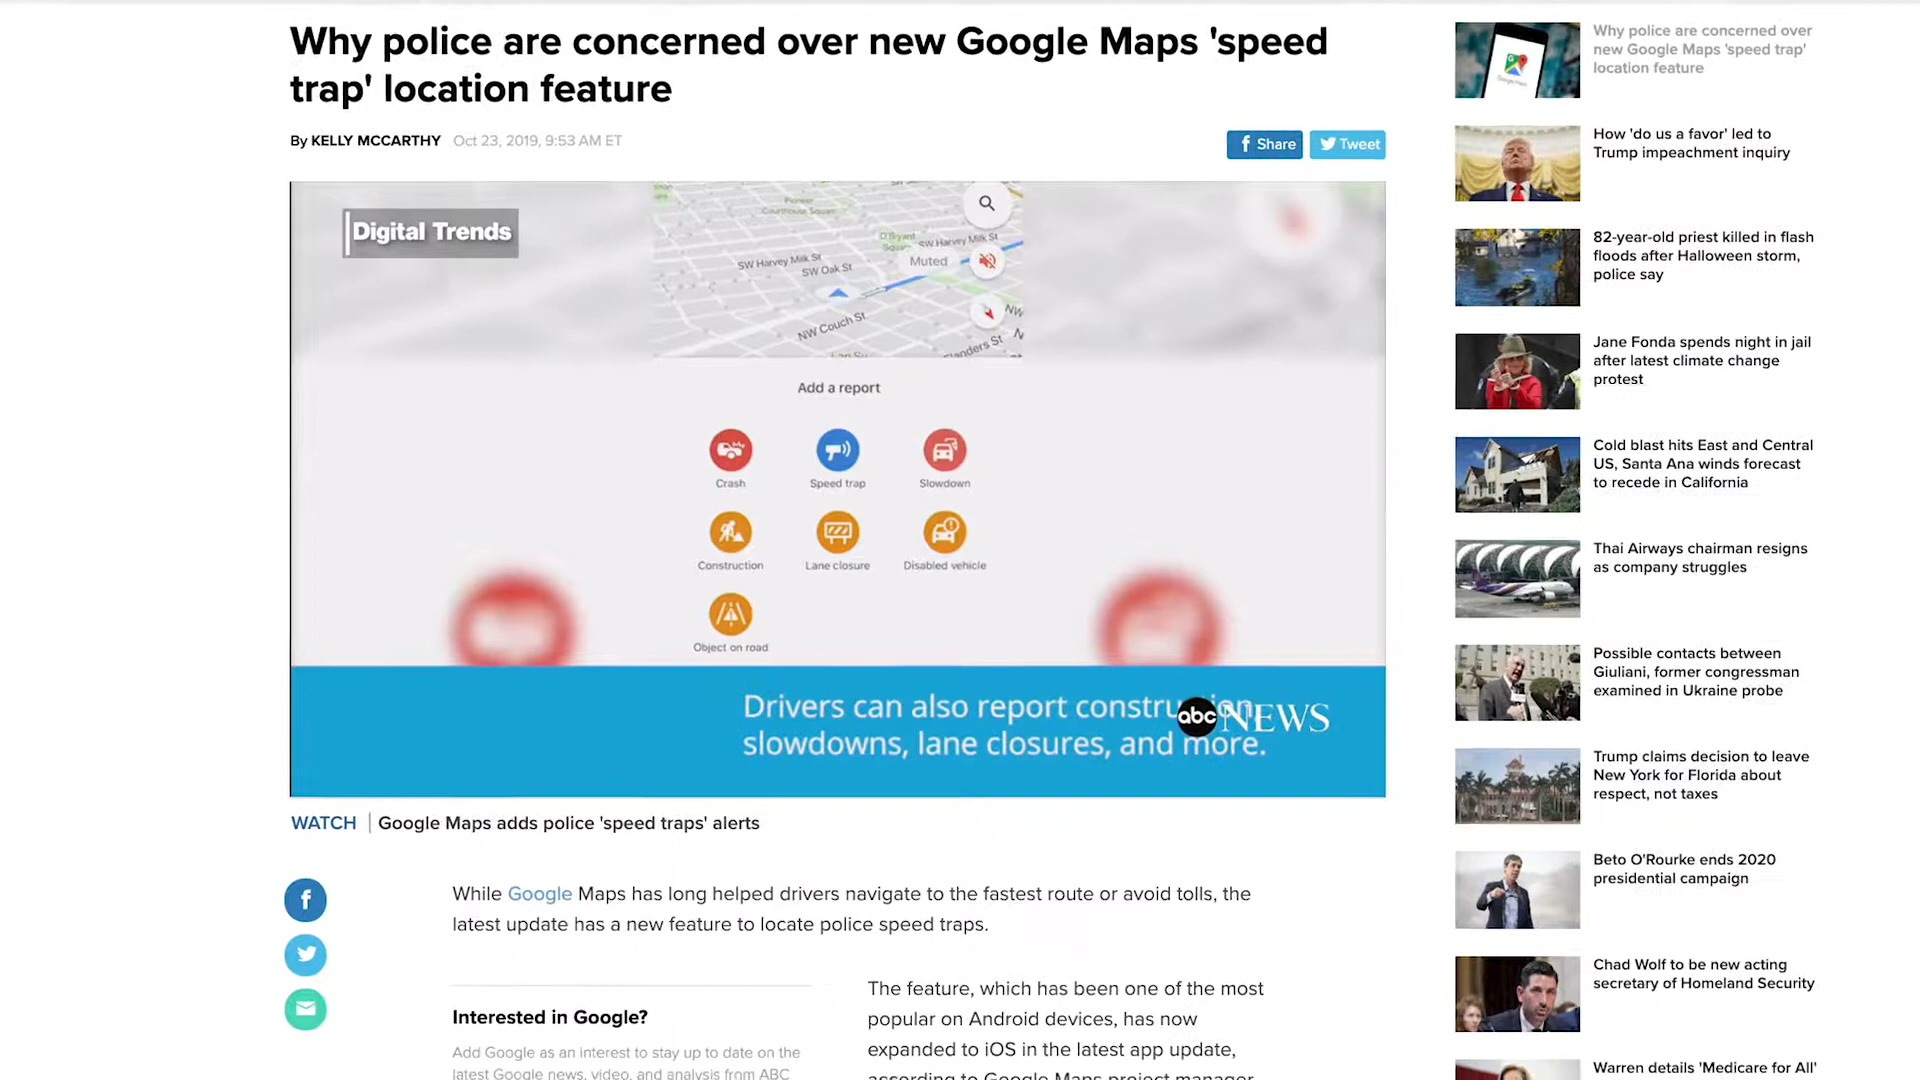 Why police are concerned over new Google Maps 'speed
trap' location feature
By KELLY MCCARTHY Oct 23, 2019, 9:53 AM ET
Share
Tweet
Digital Trends
Pioneer
Courthouse Square
O'Bryant
Square
SW Harvey Milk St
SW Harvey Milk St
SW Oak St
Muted
NW Couch St
NW
Flanders St
Add a report
Crash
Speed trap
Slowdown
Construction
Lane closure
Disabled vehicle
Object on road
Drivers can also report construction,
slowdowns, lane closures, and more.
abc NEWS
WATCH Google Maps adds police 'speed traps' alerts
While Google Maps has long helped drivers navigate to the fastest route or avoid tolls, the
latest update has a new feature to locate police speed traps.
Interested in Google?
Add Google as an interest to stay up to date on the
latest Google news, video, and analysis from ABC
The feature, which has been one of the most
popular on Android devices, has now
expanded to iOS in the latest app update,
according to Google Maps project manager
Why police are concerned over
new Google Maps 'speed trap'
location feature
How 'do us a favor' led to
Trump impeachment inquiry
82-year-old priest killed in flash
floods after Halloween storm,
police say
Jane Fonda spends night in jail
after latest climate change
protest
Cold blast hits East and Central
US, Santa Ana winds forecast
to recede in California
Thai Airways chairman resigns
as company struggles
Possible contacts between
Giuliani, former congressman
examined in Ukraine probe
Trump claims decision to leave
New York for Florida about
respect, not taxes
Beto O'Rourke ends 2020
presidential campaign
Chad Wolf to be new acting
secretary of Homeland Security
Warren details 'Medicare for All'